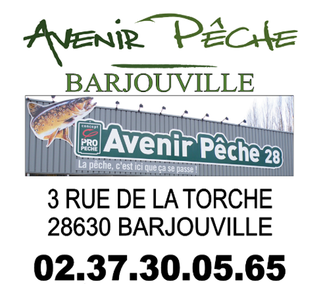 AVENIR PÊCHE
BARJOUVILLE
PRO
PECHE
Avenir Pêche 28
La pêche, c'est ici que ça se passe !
3 RUE DE LA TORCHE
28630 BARJOUVILLE
02.37.30.05.65